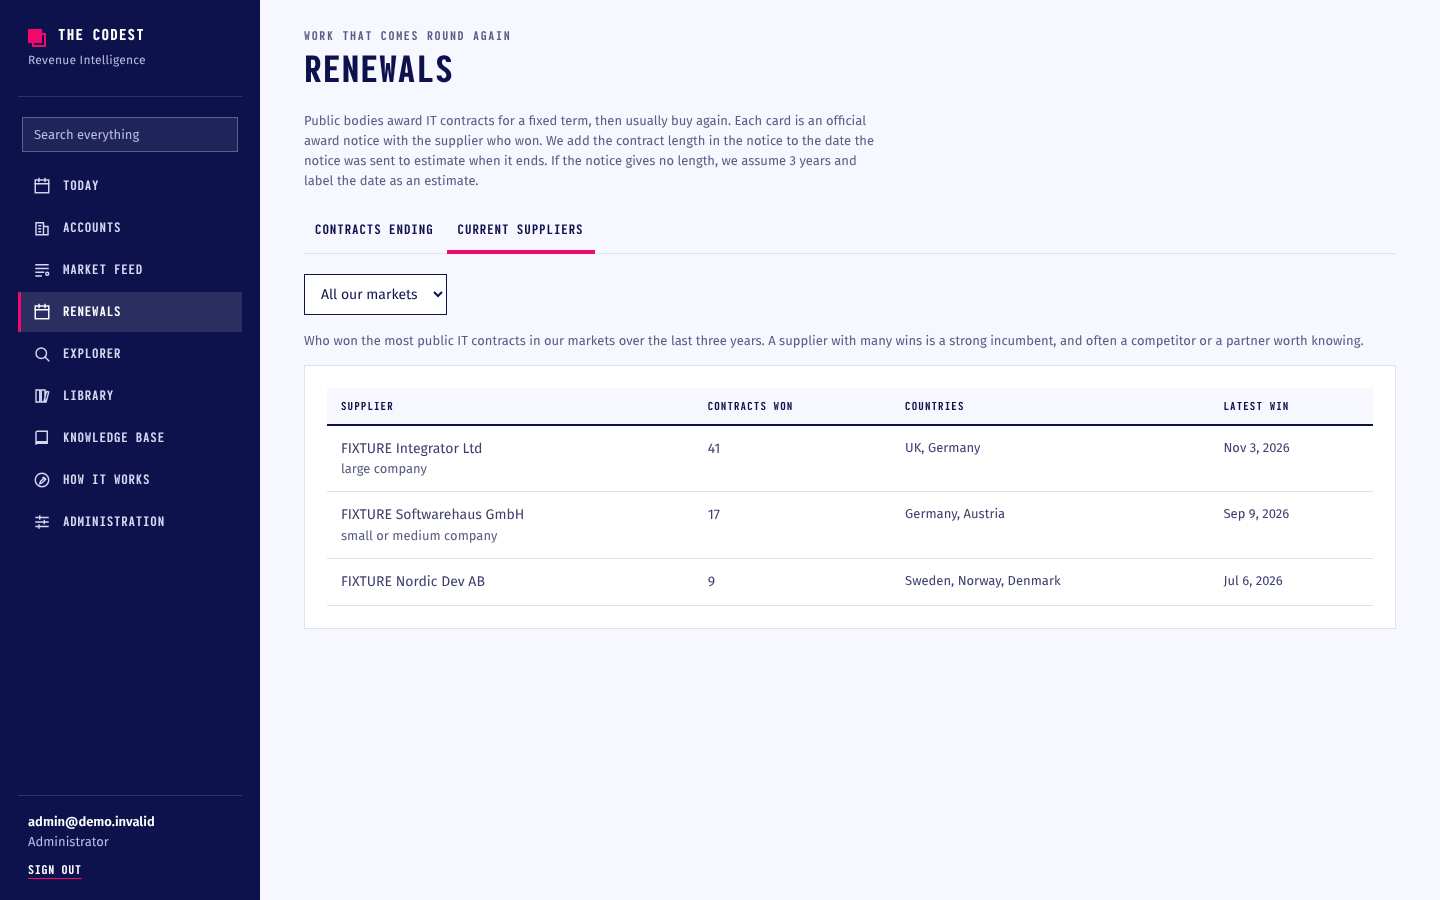 THE CODEST
Revenue Intelligence
Search everything
TODAY
ACCOUNTS
MARKET FEED
RENEWALS
EXPLORER
LIBRARY
KNOWLEDGE BASE
HOW IT WORKS
ADMINISTRATION
admin@demo.invalid
Administrator
SIGN OUT
WORK THAT COMES ROUND AGAIN
RENEWALS
Public bodies award IT contracts for a fixed term, then usually buy again. Each card is an official
award notice with the supplier who won. We add the contract length in the notice to the date the
notice was sent to estimate when it ends. If the notice gives no length, we assume 3 years and
label the date as an estimate.
CONTRACTS ENDING CURRENT SUPPLIERS
All our markets
Who won the most public IT contracts in our markets over the last three years. A supplier with many wins is a strong incumbent, and often a competitor or a partner worth knowing.
SUPPLIER CONTRACTS WON COUNTRIES LATEST WIN
FIXTURE Integrator Ltd 41 UK, Germany Nov 3, 2026
large company
FIXTURE Softwarehaus GmbH 17 Germany, Austria Sep 9, 2026
small or medium company
FIXTURE Nordic Dev AB 9 Sweden, Norway, Denmark Jul 6, 2026